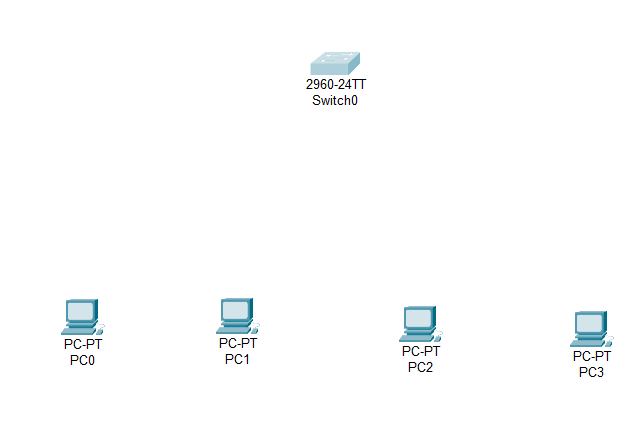 2960-24TT
Switch0
PC-PT
PC0
PC-PT
PC1
PC-PT
PC2
PC-PT
PC3